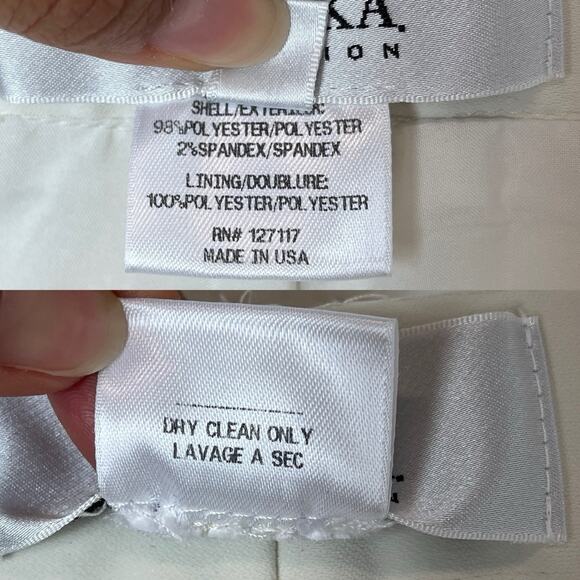 KA.
ION
SHELL/EXTERIEUR:
98%POLYESTER/POLYESTER
2%SPANDEX/SPANDEX
LINING/DOUBLURE:
100%POLYESTER/POLYESTER
RN# 127117
MADE IN USA
DRY CLEAN ONLY
LAVAGE A SEC